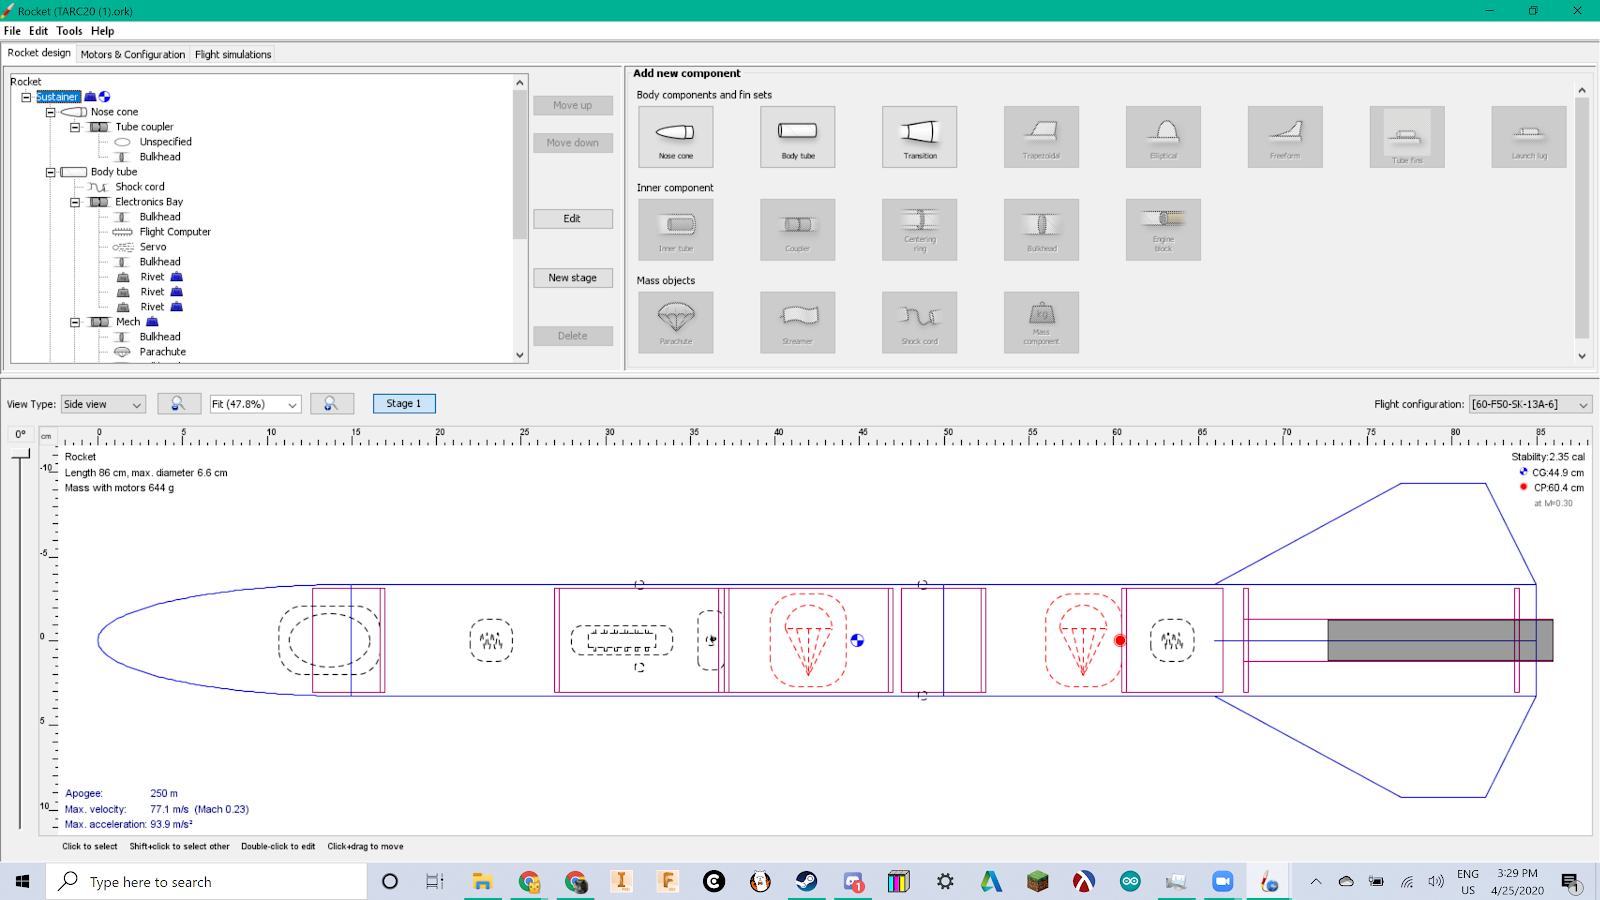 Rocket (TARC20 (1).ork)
File Edit Tools Help
Rocket design Motors & Configuration Flight simulations
Rocket
Sustainer
Nose cone
Tube coupler
Unspecified
Bulkhead
Body tube
Shock cord
Electronics Bay
Bulkhead
Flight Computer
Servo
Bulkhead
Rivet
Rivet
Rivet
Mech
Bulkhead
Parachute
Move up
Move down
Edit
New stage
Delete
Add new component
Body components and fin sets
Nose cone Body tube Transition Trapezoidal Elliptical Freeform Tube fins Launch lug
Inner component
Inner tube Coupler Centering ring Bulkhead Engine block
Mass objects
Parachute Streamer Shock cord Mass component
kg
View Type: Side view Fit (47.8%) Stage 1 Flight configuration: [60-F50-SK-13A-6]
0°
cm 0 5 10 15 20 25 30 35 40 45 50 55 60 65 70 75 80 85
-10
-5
0
5
10
Rocket
Length 86 cm, max. diameter 6.6 cm
Mass with motors 644 g
Stability:2.35 cal
CG:44.9 cm
CP:60.4 cm
at M=0.30
Apogee: 250 m
Max. velocity: 77.1 m/s (Mach 0.23)
Max. acceleration: 93.9 m/s²
Click to select Shift+click to select other Double-click to edit Click+drag to move
Type here to search
1
ENG
US
3:29 PM
4/25/2020
1